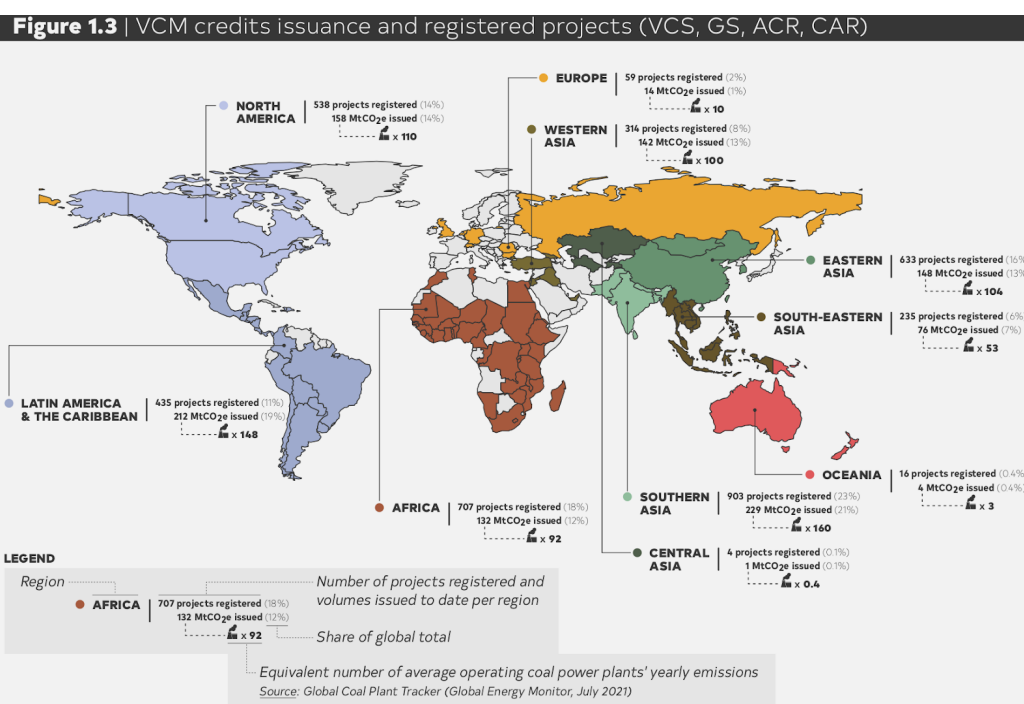 Figure 1.3 | VCM credits issuance and registered projects (VCS, GS, ACR, CAR)
EUROPE
59 projects registered (2%)
14 MtCO2e issued (1%)
x 10
NORTH
AMERICA
538 projects registered (14%)
158 MtCO2e issued (14%)
x 110
WESTERN
ASIA
314 projects registered (8%)
142 MtCO2e issued (13%)
x 100
EASTERN
ASIA
633 projects registered (16%
148 MtCO2e issued (13%
x 104
SOUTH-EASTERN
ASIA
235 projects registered (6%
76 MtCO2e issued (7%)
x 53
LATIN AMERICA
& THE CARIBBEAN
435 projects registered (11%)
212 MtCO2e issued (19%)
x 148
OCEANIA
16 projects registered (0.4%
4 MtCO2e issued (0.4%
x 3
AFRICA
707 projects registered (18%)
132 MtCO2e issued (12%)
x 92
SOUTHERN
ASIA
903 projects registered (23%)
229 MtCO2e issued (21%)
x 160
CENTRAL
ASIA
4 projects registered (0.1%)
1 MtCO2e issued (0.1%)
x 0.4
LEGEND
Region
AFRICA
707 projects registered (18%)
132 MtCO2e issued (12%)
x 92
Number of projects registered and
volumes issued to date per region
Share of global total
Equivalent number of average operating coal power plants' yearly emissions
Source: Global Coal Plant Tracker (Global Energy Monitor, July 2021)